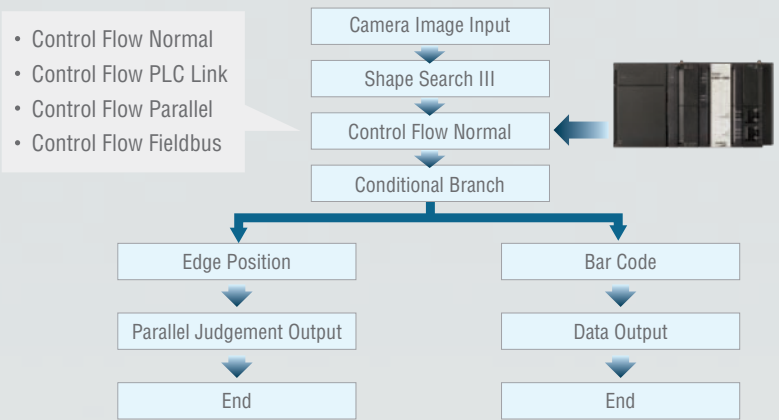 • Control Flow Normal
• Control Flow PLC Link
• Control Flow Parallel
• Control Flow Fieldbus
Camera Image Input
Shape Search III
Control Flow Normal
Conditional Branch
Edge Position
Parallel Judgement Output
End
Bar Code
Data Output
End